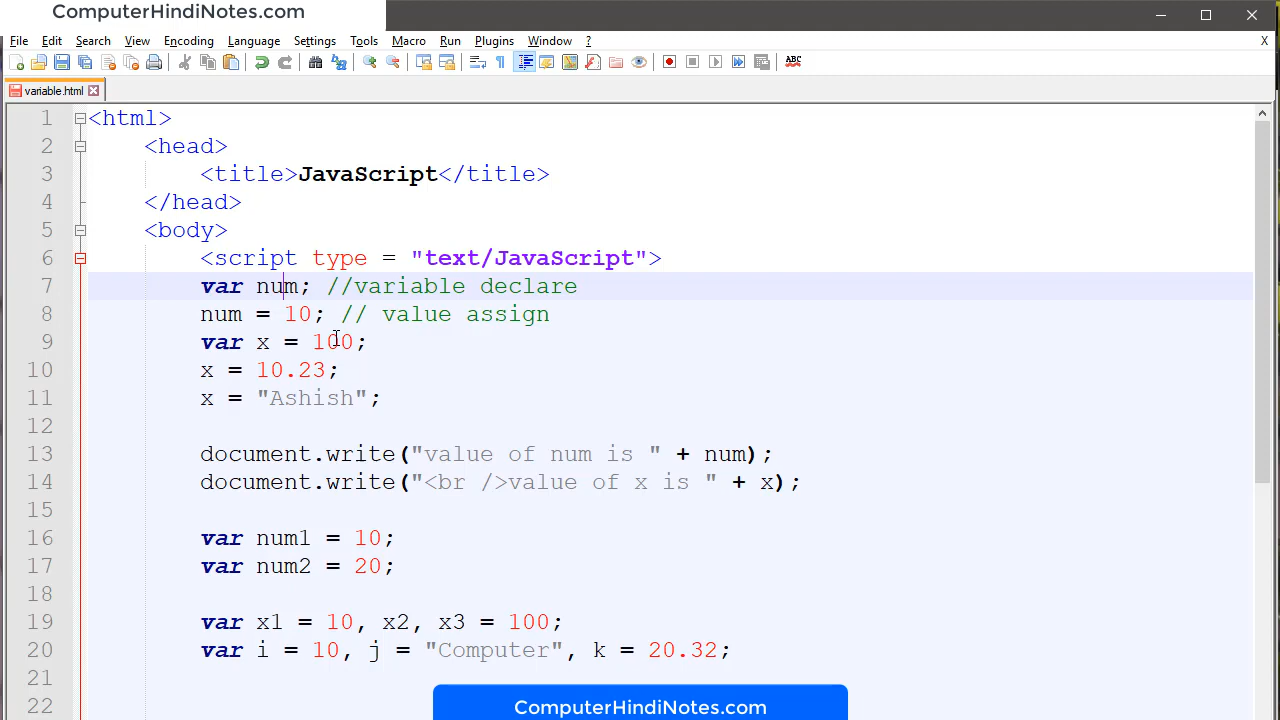 ComputerHindiNotes.com
File Edit Search View Encoding Language Settings Tools Macro Run Plugins Window ? X
ABC
variable.html
1 <html>
2 <head>
3 <title>JavaScript</title>
4 </head>
5 <body>
6 <script type = "text/JavaScript">
7 var num; //variable declare
8 num = 10; // value assign
9 var x = 100;
10 x = 10.23;
11 x = "Ashish";
12
13 document.write("value of num is " + num);
14 document.write("<br />value of x is " + x);
15
16 var num1 = 10;
17 var num2 = 20;
18
19 var x1 = 10, x2, x3 = 100;
20 var i = 10, j = "Computer", k = 20.32;
21
22
ComputerHindiNotes.com